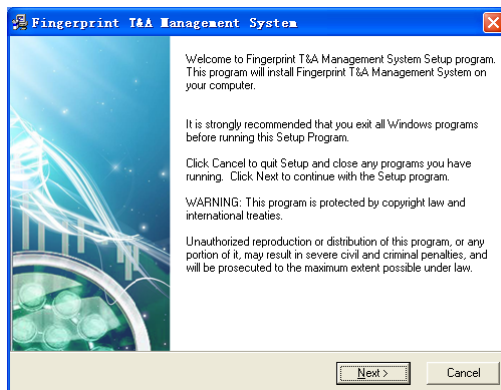 Fingerprint T&A Management System
Welcome to Fingerprint T&A Management System Setup program.
This program will install Fingerprint T&A Management System on
your computer.
It is strongly recommended that you exit all Windows programs
before running this Setup Program.
Click Cancel to quit Setup and close any programs you have
running. Click Next to continue with the Setup program.
WARNING: This program is protected by copyright law and
international treaties.
Unauthorized reproduction or distribution of this program, or any
portion of it, may result in severe civil and criminal penalties, and
will be prosecuted to the maximum extent possible under law.
Next >
Cancel